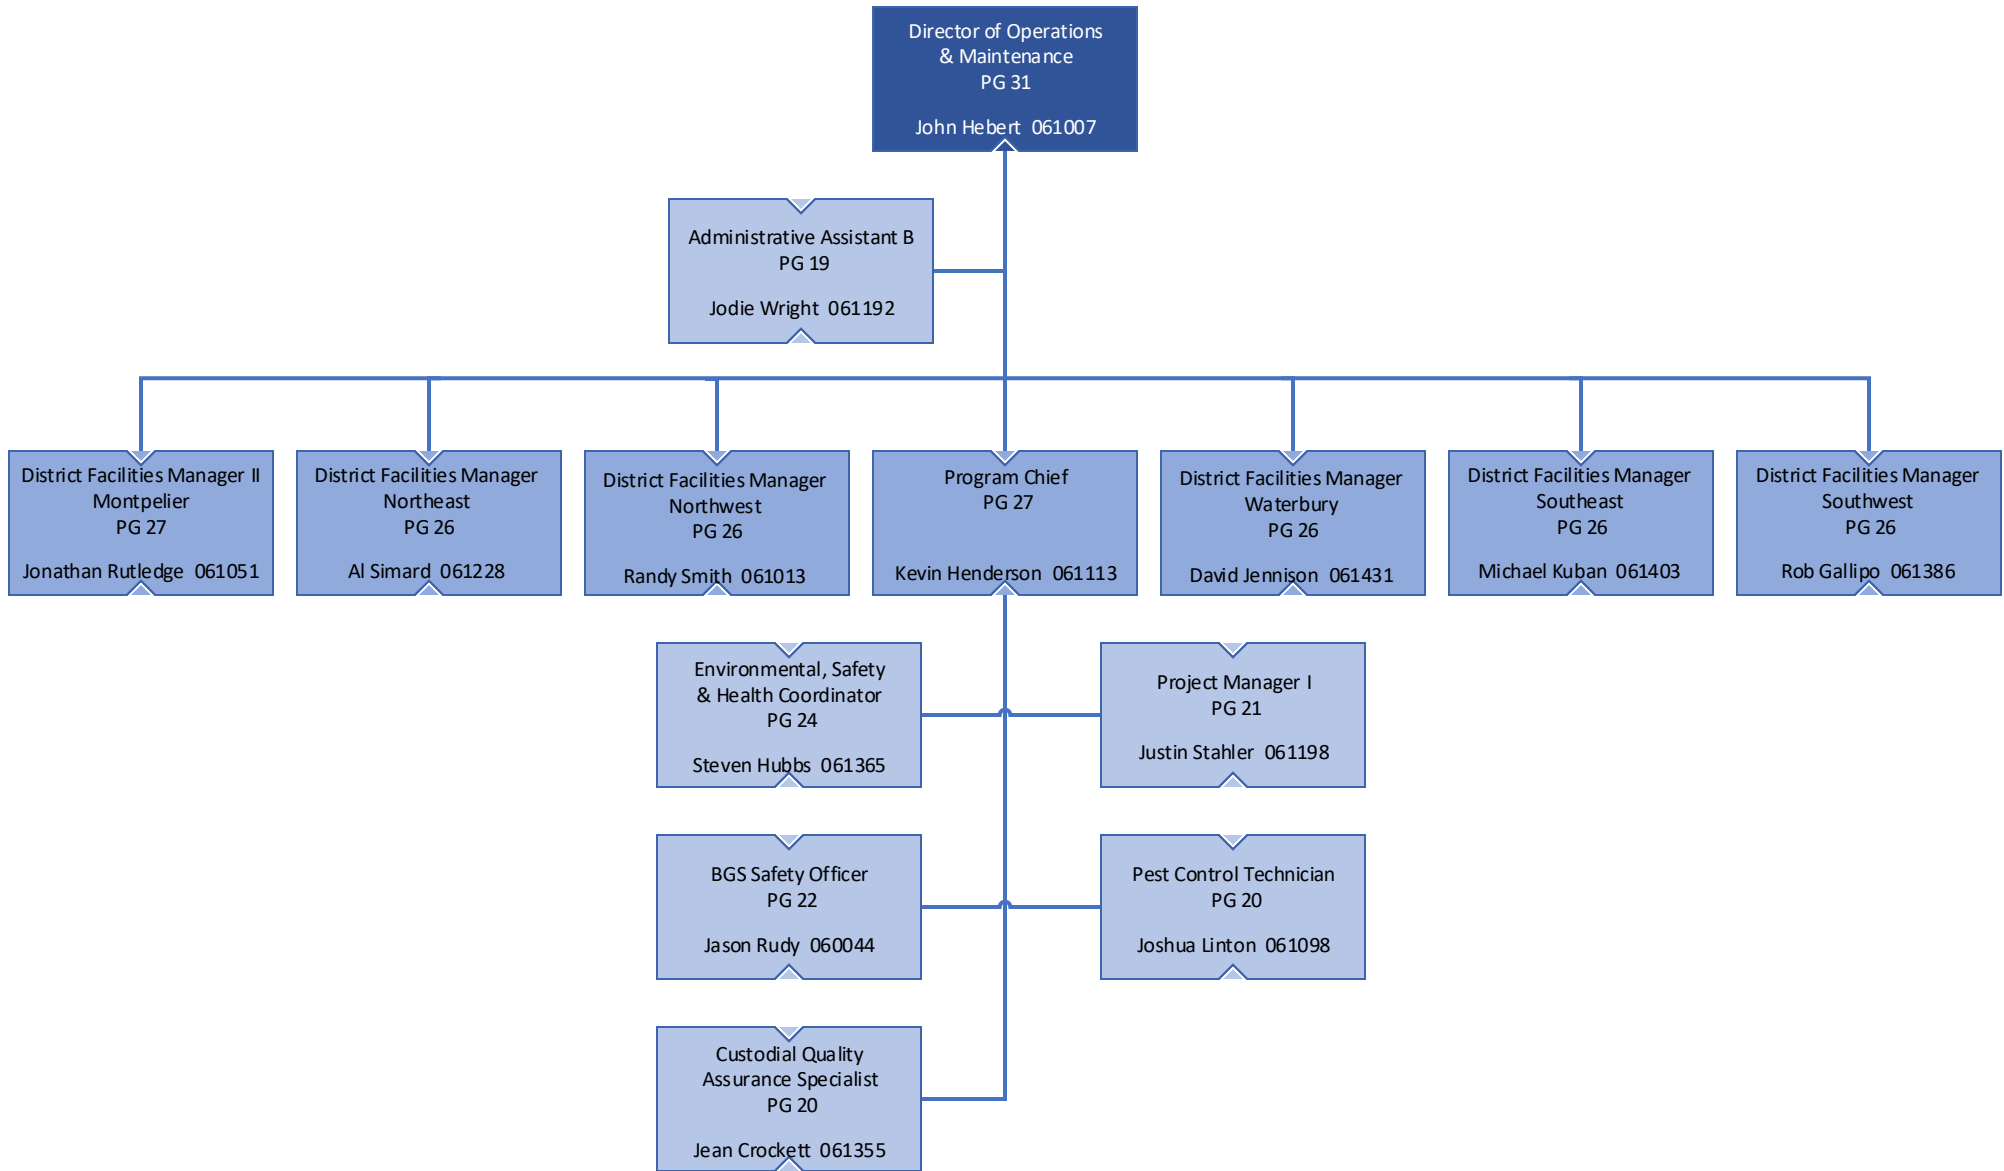 Director of Operations
& Maintenance
PG 31
John Hebert 061007
Administrative Assistant B
PG 19
Jodie Wright 061192
District Facilities Manager II
Montpelier
PG 27
Jonathan Rutledge 061051
District Facilities Manager
Northeast
PG 26
Al Simard 061228
District Facilities Manager
Northwest
PG 26
Randy Smith 061013
Program Chief
PG 27
Kevin Henderson 061113
District Facilities Manager
Waterbury
PG 26
David Jennison 061431
District Facilities Manager
Southeast
PG 26
Michael Kuban 061403
District Facilities Manager
Southwest
PG 26
Rob Gallipo 061386
Environmental, Safety
& Health Coordinator
PG 24
Steven Hubbs 061365
Project Manager I
PG 21
Justin Stahler 061198
BGS Safety Officer
PG 22
Jason Rudy 060044
Pest Control Technician
PG 20
Joshua Linton 061098
Custodial Quality
Assurance Specialist
PG 20
Jean Crockett 061355